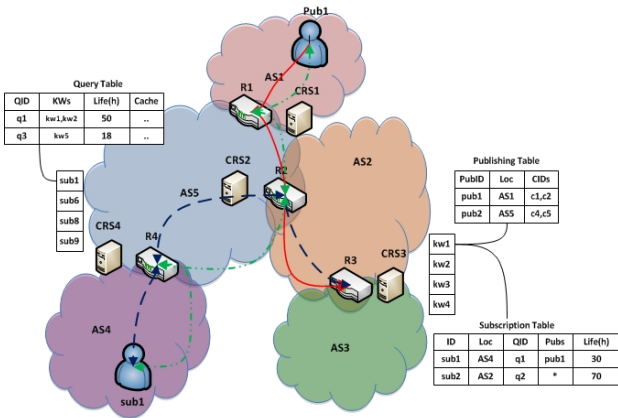 Pub1
AS1
R1
CRS1
Query Table
QID KWs Life(h) Cache
q1 kw1,kw2 50 ..
q3 kw5 18 ..
sub1
sub6
sub8
sub9
CRS2
R2
AS2
AS5
CRS4
R4
R3
CRS3
AS4
sub1
AS3
Publishing Table
PubID Loc CIDs
pub1 AS1 c1,c2
pub2 AS5 c4,c5
kw1
kw2
kw3
kw4
Subscription Table
ID Loc QID Pubs Life(h)
sub1 AS4 q1 pub1 30
sub2 AS2 q2 * 70